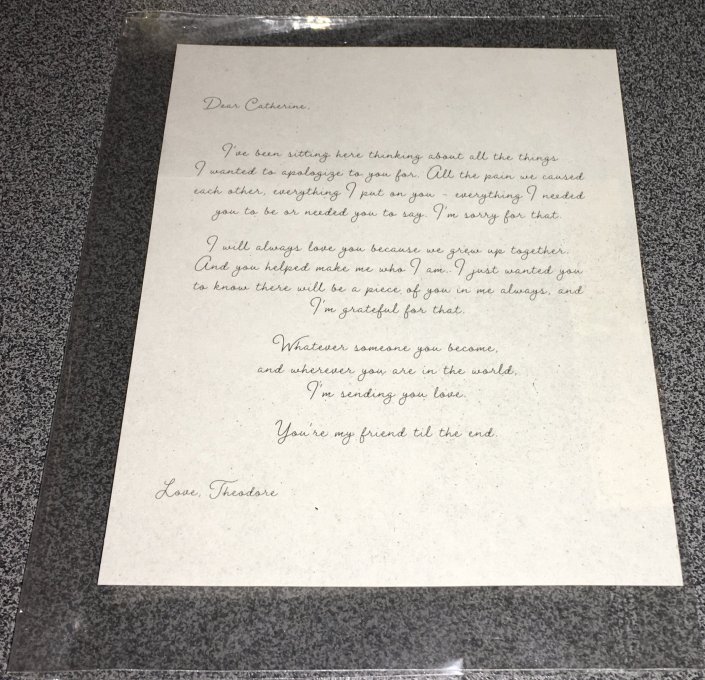 Dear Catherine,
I've been sitting here thinking about all the things
I wanted to apologize to you for. All the pain we caused
each other, everything I put on you - everything I needed
you to be or needed you to say. I'm sorry for that.
I will always love you because we grew up together.
And you helped make me who I am. I just wanted you
to know there will be a piece of you in me always, and
I'm grateful for that.
Whatever someone you become,
and wherever you are in the world,
I'm sending you love.
You're my friend til the end.
Love, Theodore